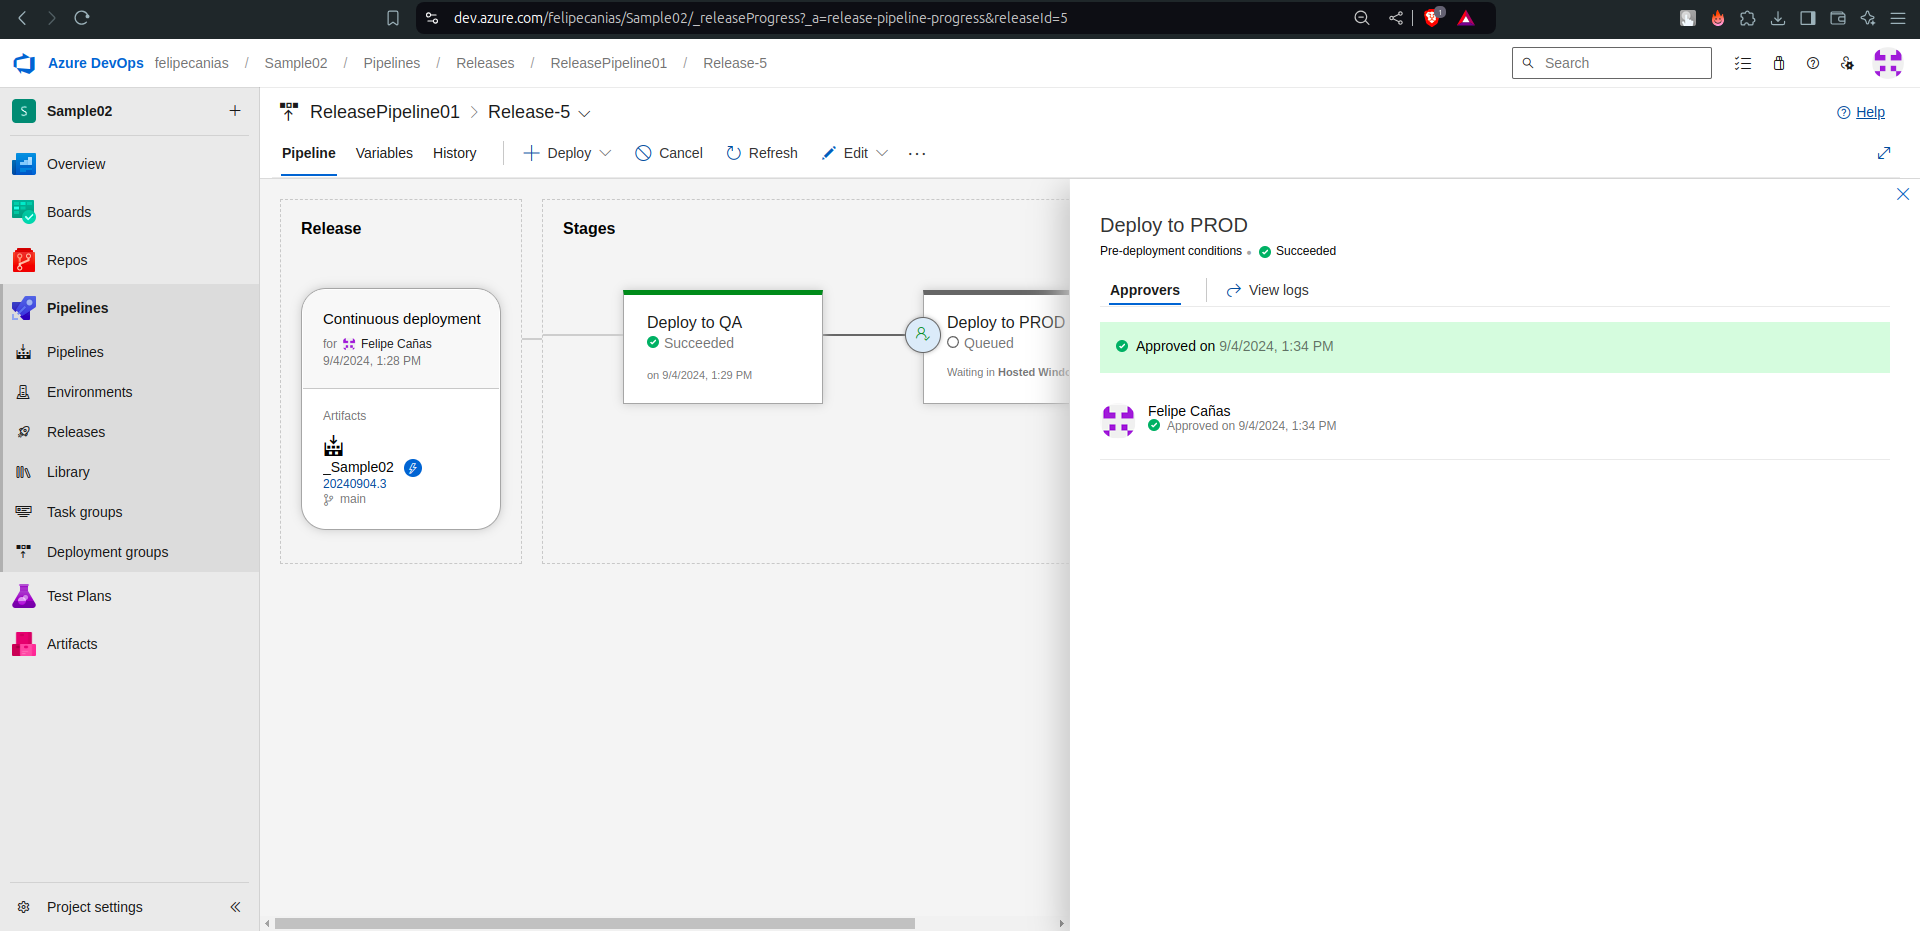 dev.azure.com/felipecanias/Sample02/_releaseProgress?_a=release-pipeline-progress&releaseId=5
1
Azure DevOps felipecanias / Sample02 / Pipelines / Releases / ReleasePipeline01 / Release-5
Search
S Sample02
Overview
Boards
Repos
Pipelines
Pipelines
Environments
Releases
Library
Task groups
Deployment groups
Test Plans
Artifacts
Project settings
ReleasePipeline01 > Release-5
Help
Pipeline Variables History Deploy Cancel Refresh Edit ...
Release
Continuous deployment
for Felipe Cañas
9/4/2024, 1:28 PM
Artifacts
_Sample02
20240904.3
main
Stages
Deploy to QA
Succeeded
on 9/4/2024, 1:29 PM
Deploy to PROD
Queued
Waiting in Hosted Windo
Deploy to PROD
Pre-deployment conditions • Succeeded
Approvers View logs
Approved on 9/4/2024, 1:34 PM
Felipe Cañas
Approved on 9/4/2024, 1:34 PM